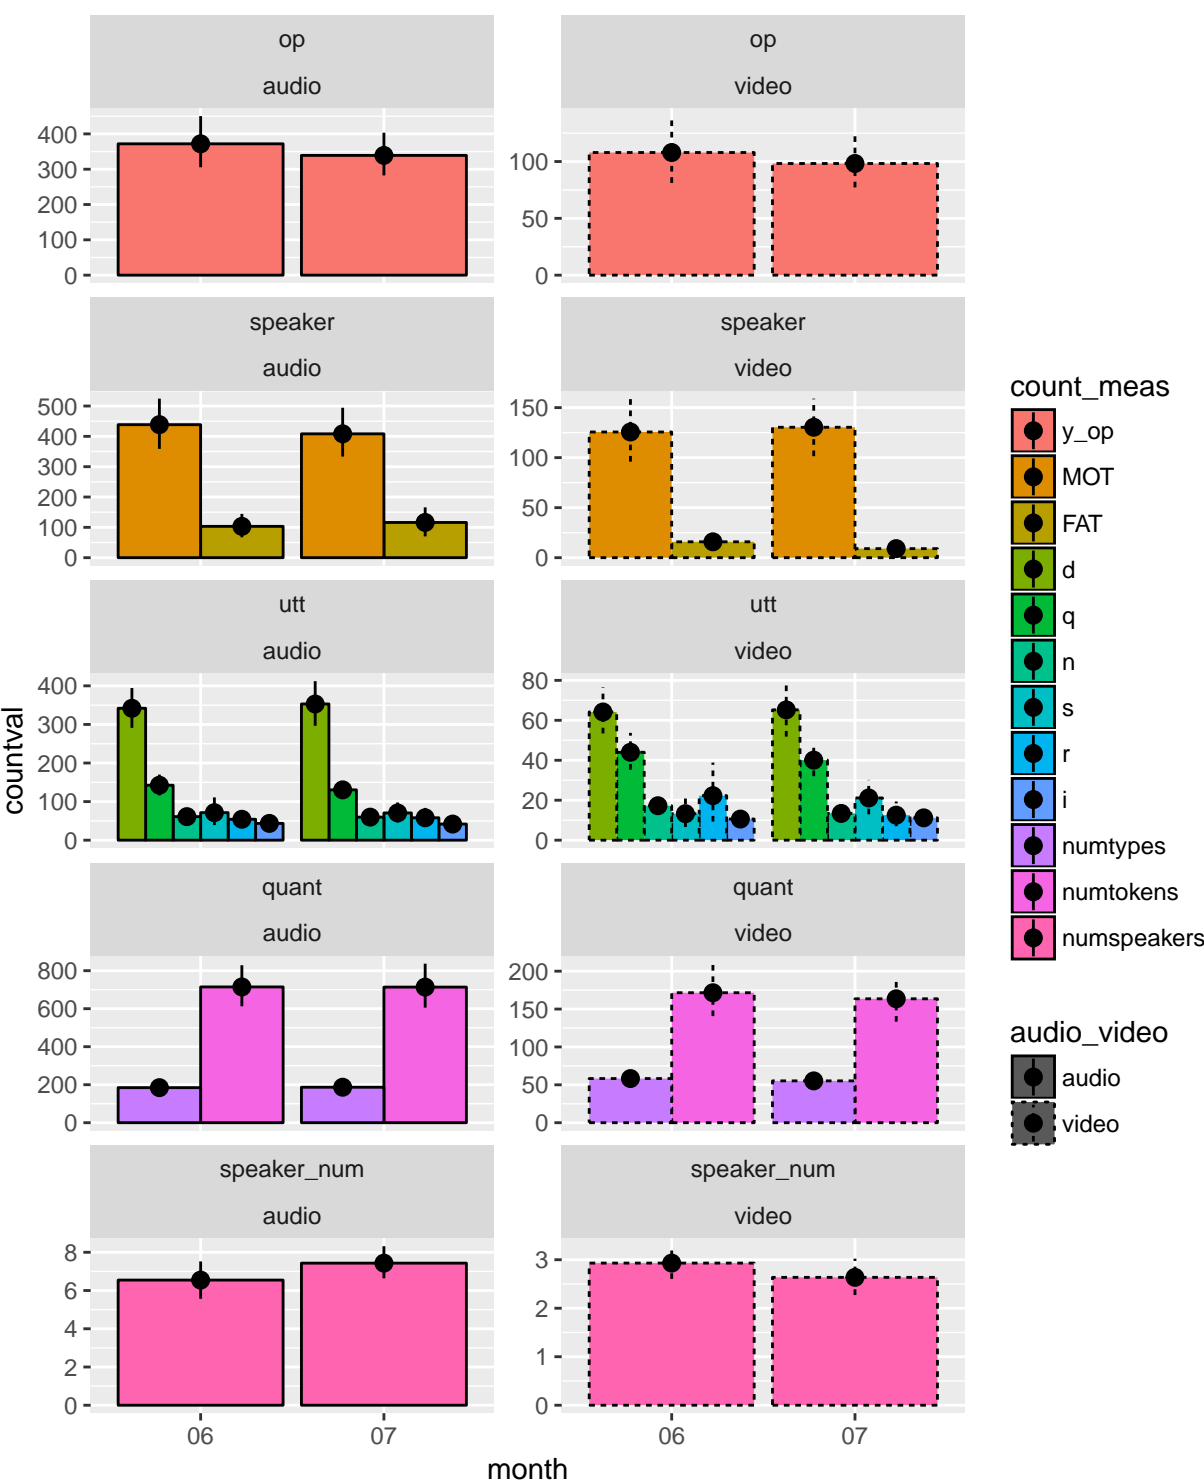 op
audio
0
100
200
300
400
op
video
0
50
100
speaker
audio
0
100
200
300
400
500
speaker
video
0
50
100
150
utt
audio
0
100
200
300
400
utt
video
0
20
40
60
80
quant
audio
0
200
400
600
800
quant
video
0
50
100
150
200
speaker_num
audio
0
2
4
6
8
speaker_num
video
0
1
2
3
06
07
06
07
month
countval
count_meas
y_op
MOT
FAT
d
q
n
s
r
i
numtypes
numtokens
numspeakers
audio_video
audio
video